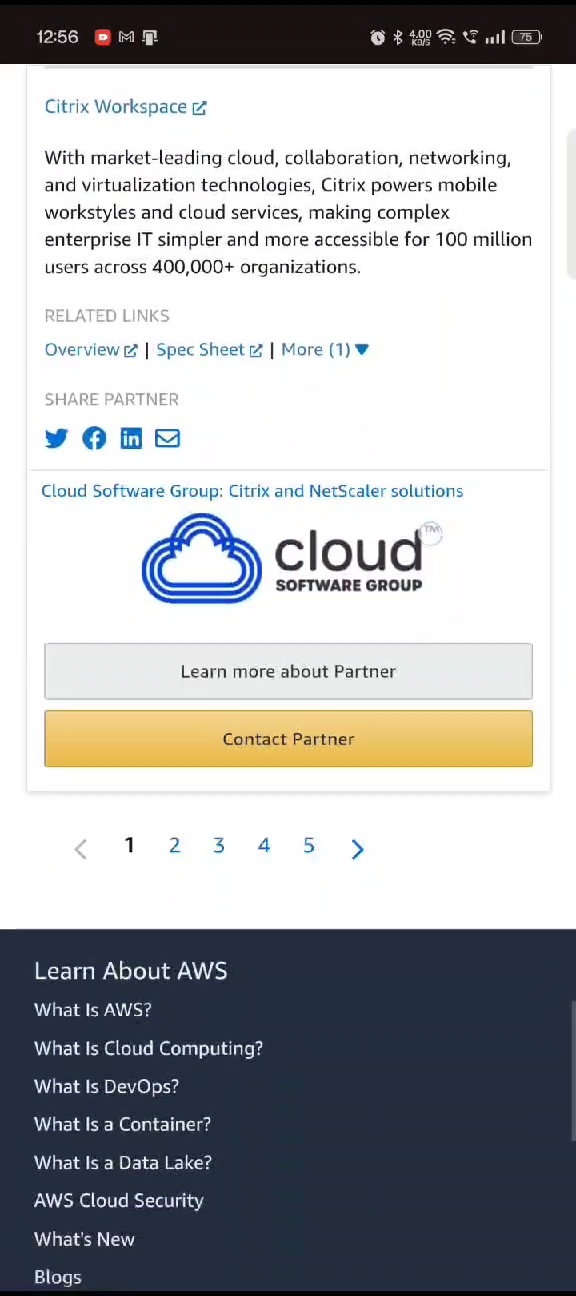 12:56 4.00 KB/S 75
Citrix Workspace
With market-leading cloud, collaboration, networking,
and virtualization technologies, Citrix powers mobile
workstyles and cloud services, making complex
enterprise IT simpler and more accessible for 100 million
users across 400,000+ organizations.
RELATED LINKS
Overview | Spec Sheet | More (1)
SHARE PARTNER
in
Cloud Software Group: Citrix and NetScaler solutions
cloud TM
SOFTWARE GROUP
Learn more about Partner
Contact Partner
1 2 3 4 5
Learn About AWS
What Is AWS?
What Is Cloud Computing?
What Is DevOps?
What Is a Container?
What Is a Data Lake?
AWS Cloud Security
What's New
Blogs